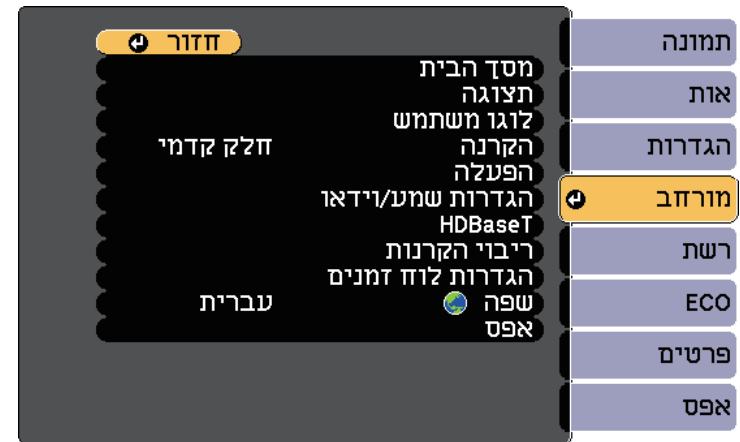 תמונה
אות
הגדרות
מורחב
רשת
ECO
פרטים
אפס
חזור
מסך הבית
תצוגה
לוגו משתמש
הקרנה חלק קדמי
הפעלה
הגדרות שמע/וידאו
HDBaseT
ריבוי הקרנות
הגדרות לוח זמנים
שפה עברית
אפס